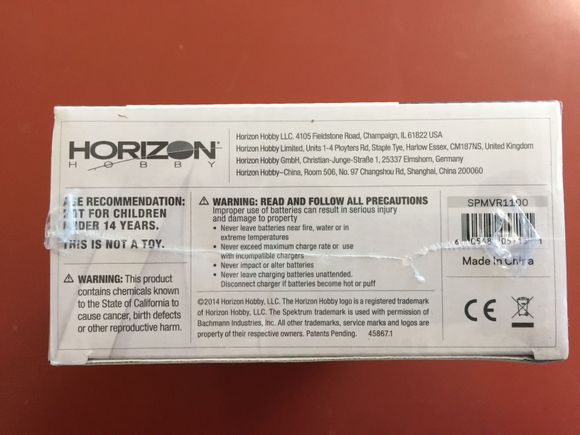 HORIZON
HOBBY
Horizon Hobby LLC. 4105 Fieldstone Road, Champaign, IL 61822 USA
Horizon Hobby Limited, Units 1-4 Ployters Rd, Staple Tye, Harlow Essex, CM187NS, United Kingdom
Horizon Hobby GmbH, Christian-Junge-Straße 1, 25337 Elmshorn, Germany
Horizon Hobby–China, Room 506, No. 97 Changshou Rd, Shanghai, China 200060
AGE RECOMMENDATION:
NOT FOR CHILDREN
UNDER 14 YEARS.
THIS IS NOT A TOY.
WARNING: This product
contains chemicals known
to the State of California to
cause cancer, birth defects
or other reproductive harm.
WARNING: READ AND FOLLOW ALL PRECAUTIONS
Improper use of batteries can result in serious injury
and damage to property
• Never leave batteries near fire, water or in
extreme temperatures
• Never exceed maximum charge rate or use
with incompatible chargers
• Never impact or alter batteries
• Never leave charging batteries unattended.
Disconnect charger if batteries become hot or puff
©2014 Horizon Hobby, LLC. The Horizon Hobby logo is a registered trademark
of Horizon Hobby, LLC. The Spektrum trademark is used with permission of
Bachmann Industries, Inc. All other trademarks, service marks and logos are
property of their respective owners. Patents Pending. 45867.1
SPMVR1100
Made in China
CE